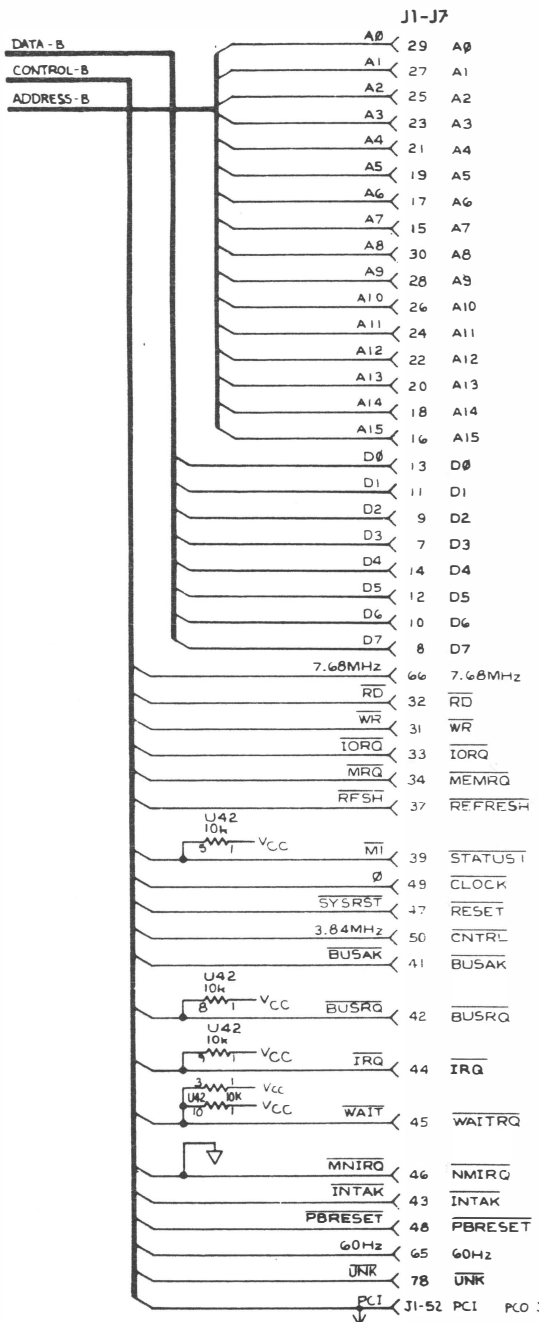 J1-J7
DATA-B
CONTROL-B
ADDRESS-B
AØ 29 AØ
A1 27 A1
A2 25 A2
A3 23 A3
A4 21 A4
A5 19 A5
A6 17 A6
A7 15 A7
A8 30 A8
A9 28 A9
A10 26 A10
A11 24 A11
A12 22 A12
A13 20 A13
A14 18 A14
A15 16 A15
DØ 13 DØ
D1 11 D1
D2 9 D2
D3 7 D3
D4 14 D4
D5 12 D5
D6 10 D6
D7 8 D7
7.68MHz 66 7.68MHz
RD 32 RD
WR 31 WR
IORQ 33 IORQ
MRQ 34 MEMRQ
RFSH 37 REFRESH
U42
10k
5 1 VCC
M1 39 STATUS 1
Ø 49 CLOCK
SYSRST 47 RESET
3.84MHz 50 CNTRL
BUSAK 41 BUSAK
U42
10k
8 1 VCC
BUSRQ 42 BUSRQ
U42
10k
9 1 VCC
IRQ 44 IRQ
3 1 VCC
U42 10K
10 1 VCC
WAIT 45 WAITRQ
MNIRQ 46 NMIRQ
INTAK 43 INTAK
PBRESET 48 PBRESET
60Hz 65 60Hz
UNK 78 UNK
PCI J1-52 PCI PCO